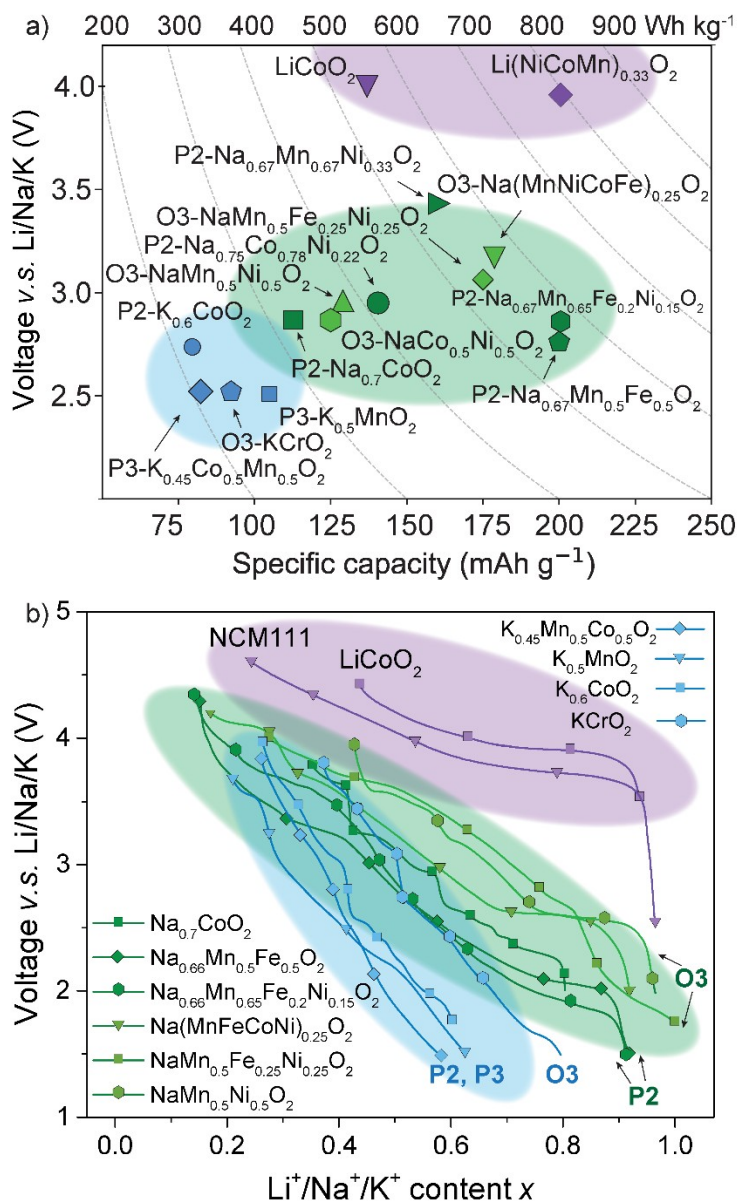 a) 200 300 400 500 600 700 800 900 Wh kg⁻¹
LiCoO₂
Li(NiCoMn)₀.₃₃O₂
4.0
P2-Na₀.₆₇Mn₀.₆₇Ni₀.₃₃O₂
3.5
O3-Na(MnNiCoFe)₀.₂₅O₂
O3-NaMn₀.₅Fe₀.₂₅Ni₀.₂₅O₂
P2-Na₀.₇₅Co₀.₇₈Ni₀.₂₂O₂
O3-NaMn₀.₅Ni₀.₅O₂
3.0
P2-Na₀.₆₇Mn₀.₆₅Fe₀.₂Ni₀.₁₅O₂
P2-K₀.₆CoO₂
O3-NaCo₀.₅Ni₀.₅O₂
P2-Na₀.₇CoO₂
P2-Na₀.₆₇Mn₀.₅Fe₀.₅O₂
2.5
P3-K₀.₅MnO₂
O3-KCrO₂
P3-K₀.₄₅Co₀.₅Mn₀.₅O₂
Voltage v.s. Li/Na/K (V)
75 100 125 150 175 200 225 250
Specific capacity (mAh g⁻¹)
b)
5
NCM111
LiCoO₂
K₀.₄₅Mn₀.₅Co₀.₅O₂
K₀.₅MnO₂
K₀.₆CoO₂
KCrO₂
4
3
Na₀.₇CoO₂
Na₀.₆₆Mn₀.₅Fe₀.₅O₂
Na₀.₆₆Mn₀.₆₅Fe₀.₂Ni₀.₁₅O₂
Na(MnFeCoNi)₀.₂₅O₂
NaMn₀.₅Fe₀.₂₅Ni₀.₂₅O₂
NaMn₀.₅Ni₀.₅O₂
2
O3
P2, P3
O3
P2
1
Voltage v.s. Li/Na/K (V)
0.0 0.2 0.4 0.6 0.8 1.0
Li⁺/Na⁺/K⁺ content x